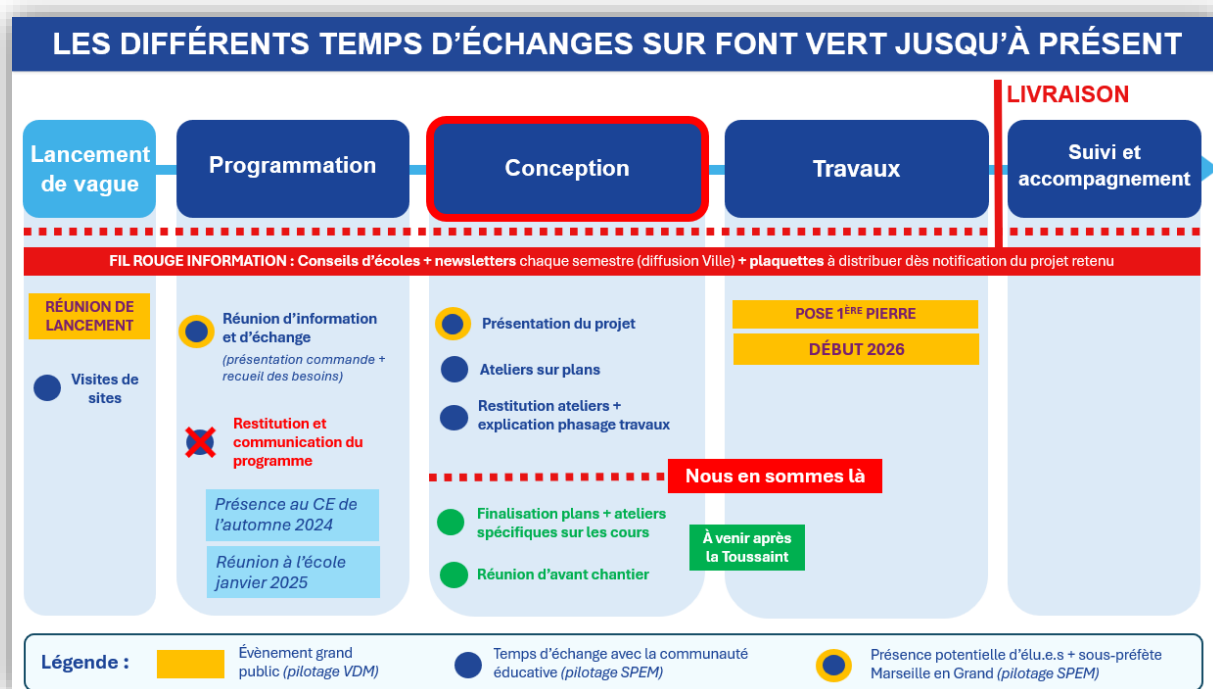 LES DIFFÉRENTS TEMPS D'ÉCHANGES SUR FONT VERT JUSQU'À PRÉSENT
LIVRAISON
Lancement
de vague
Programmation
Conception
Travaux
Suivi et
accompagnement
FIL ROUGE INFORMATION : Conseils d'écoles + newsletters chaque semestre (diffusion Ville) + plaquettes à distribuer dès notification du projet retenu
RÉUNION DE
LANCEMENT
Visites de
sites
Réunion d'information
et d'échange
(présentation commande +
recueil des besoins)
Restitution et
communication du
programme
Présence au CE de
l'automne 2024
Réunion à l'école
janvier 2025
Présentation du projet
Ateliers sur plans
Restitution ateliers +
explication phasage travaux
Nous en sommes là
Finalisation plans + ateliers
spécifiques sur les cours
Réunion d'avant chantier
À venir après
la Toussaint
POSE 1ÈRE PIERRE
DÉBUT 2026
Légende :
Évènement grand
public (pilotage VDM)
Temps d'échange avec la communauté
éducative (pilotage SPEM)
Présence potentielle d'élu.e.s + sous-préfète
Marseille en Grand (pilotage SPEM)